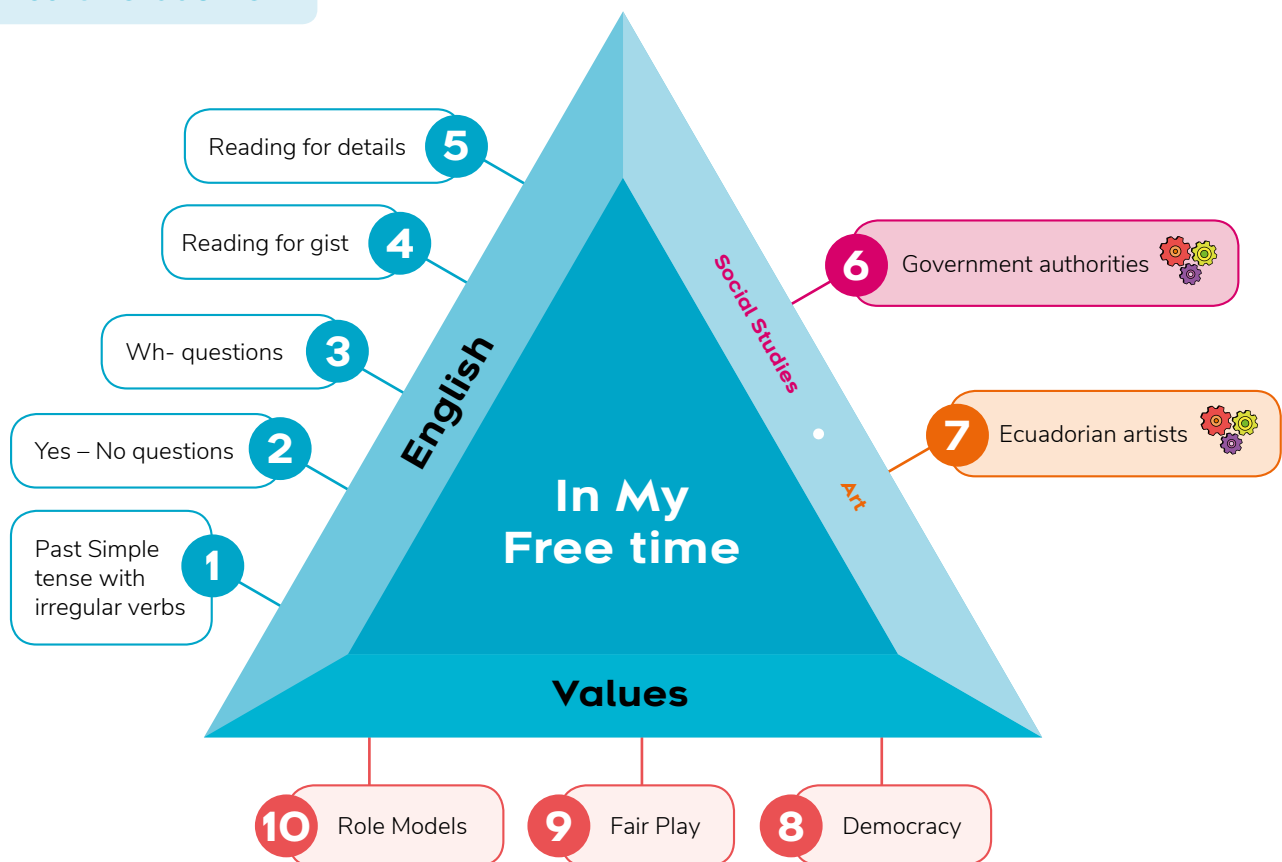 5
Reading for details
4
Reading for gist
3
Wh- questions
2
Yes – No questions
1
Past Simple
tense with
irregular verbs
English
Social Studies
Art
6
Government authorities
7
Ecuadorian artists
In My
Free time
Values
10
Role Models
9
Fair Play
8
Democracy